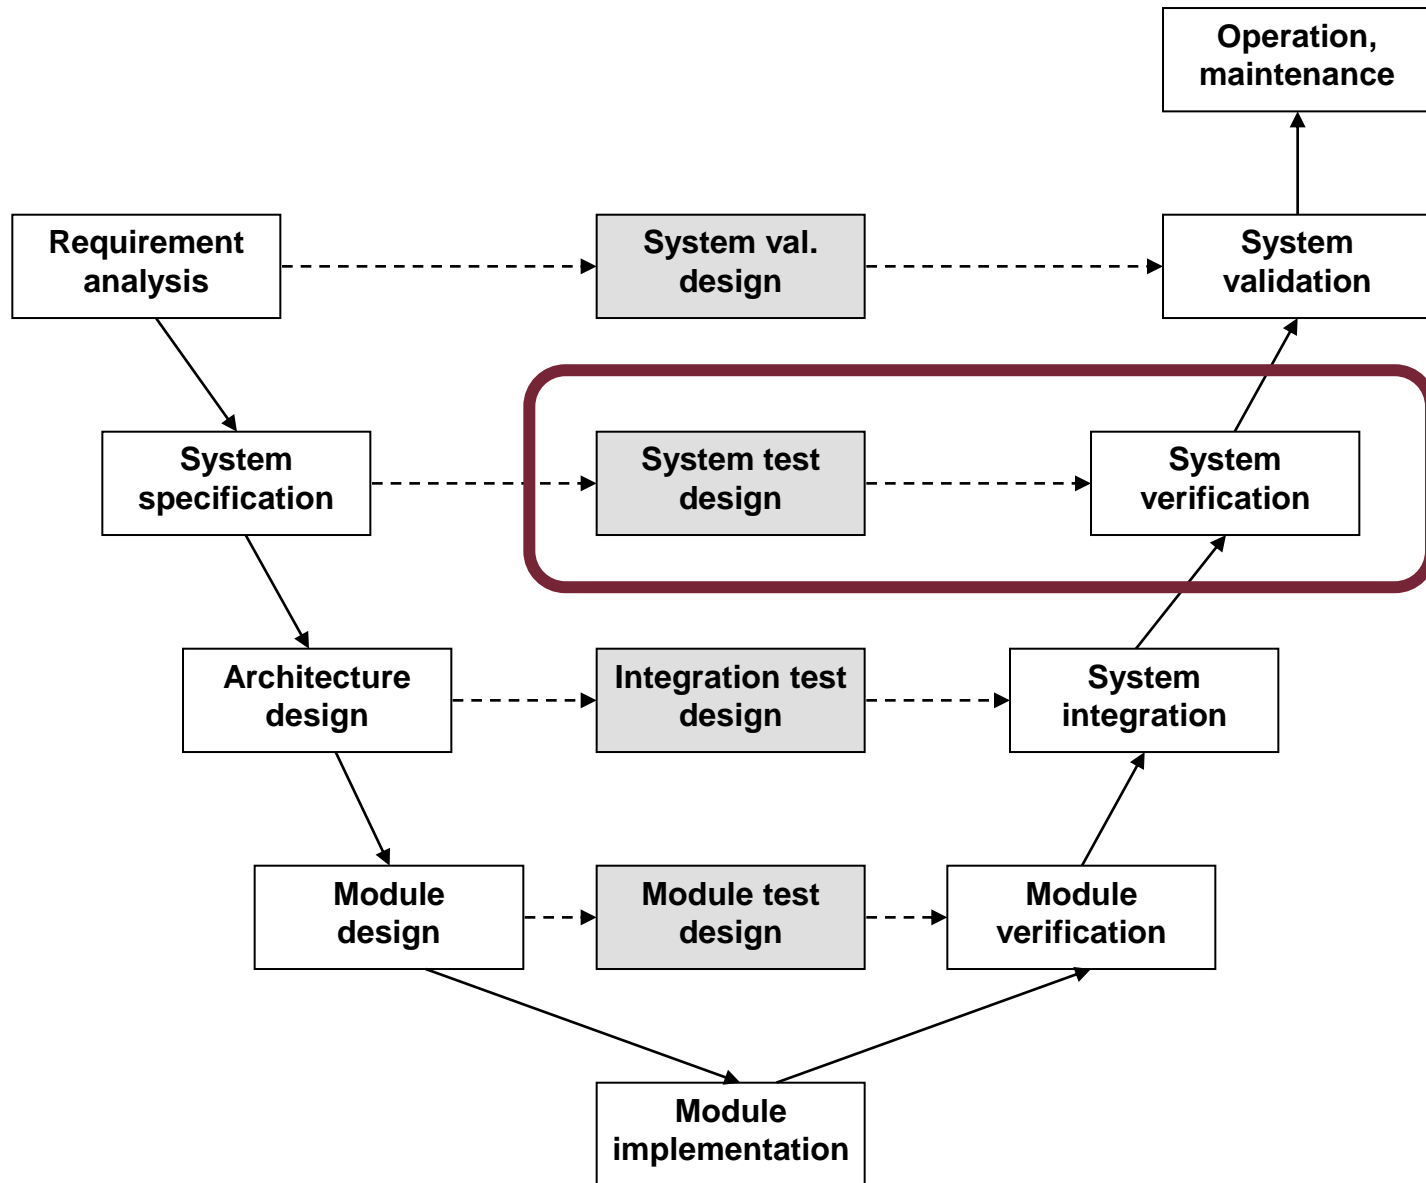 Operation,
maintenance
Requirement
analysis
System val.
design
System
validation
System
specification
System test
design
System
verification
Architecture
design
Integration test
design
System
integration
Module
design
Module test
design
Module
verification
Module
implementation